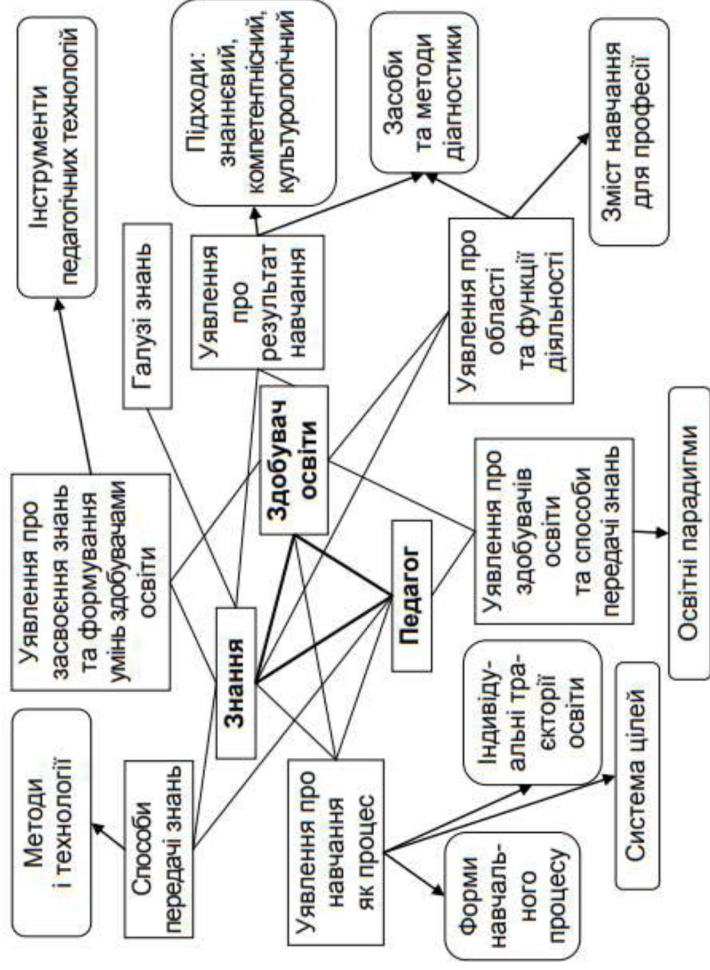 Методи
і технології
Уявлення про
засвоєння знань
та формування
умінь здобувачами
освіти
Інструменти
педагогічних технологій
Способи
передачі знань
Галузі знань
Підходи:
знаннєвий,
компетентнісний,
культурологічний
Знання
Здобувач
освіти
Уявлення
про
результат
навчання
Засоби
та методи
діагностики
Уявлення про
навчання
як процес
Педагог
Уявлення про
області
та функції
діяльності
Форми
навчаль-
ного
процесу
Індивіду-
альні тра-
єкторії
освіти
Уявлення про
здобувачів
освіти
та способи
передачі знань
Зміст навчання
для професії
Система цілей
Освітні парадигми